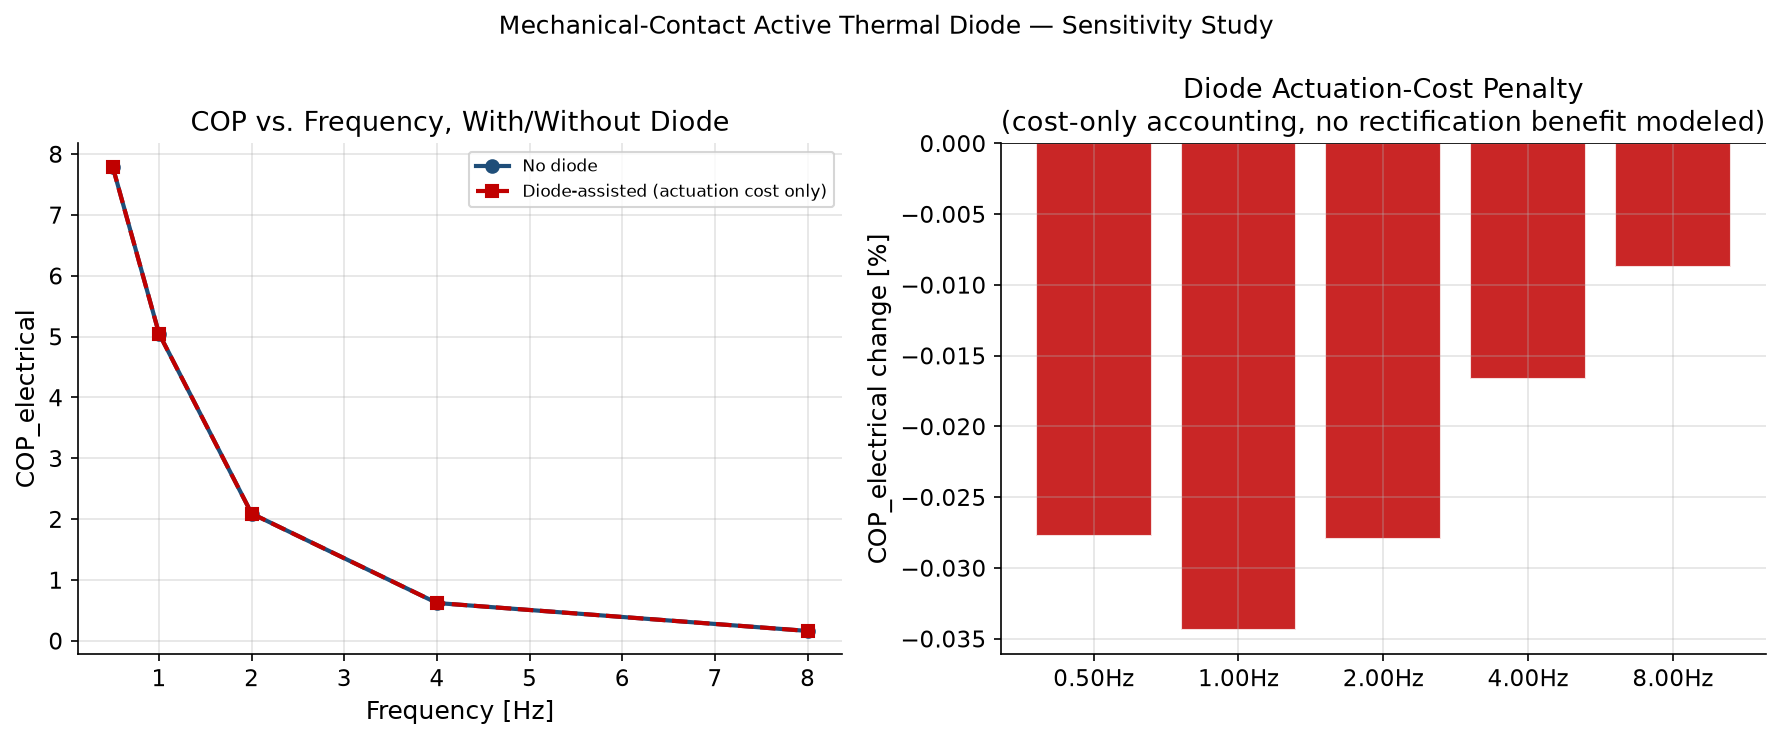 Mechanical-Contact Active Thermal Diode — Sensitivity Study
COP vs. Frequency, With/Without Diode
No diode
Diode-assisted (actuation cost only)
COP_electrical
8
7
6
5
4
3
2
1
0
1
2
3
4
5
6
7
8
Frequency [Hz]
Diode Actuation-Cost Penalty
(cost-only accounting, no rectification benefit modeled)
COP_electrical change [%]
0.000
−0.005
−0.010
−0.015
−0.020
−0.025
−0.030
−0.035
0.50Hz
1.00Hz
2.00Hz
4.00Hz
8.00Hz